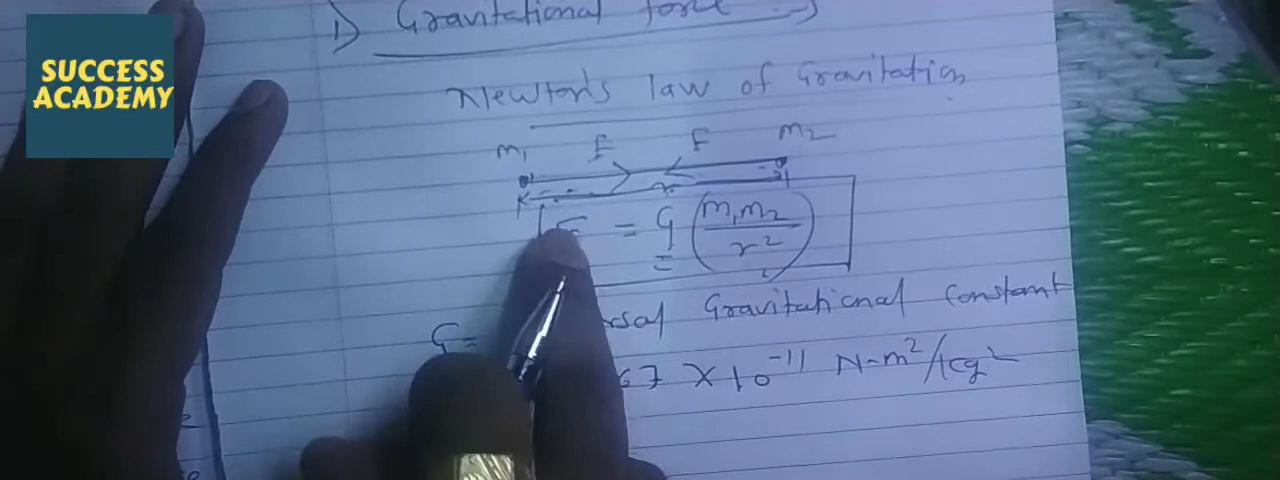 SUCCESS
ACADEMY
1) Gravitational force
Newton's law of Gravitation
m1 F F m2
r
F = G (m1m2 / r²)
G = Gravitational Constant
67 × 10⁻¹¹ N-m²/kg²